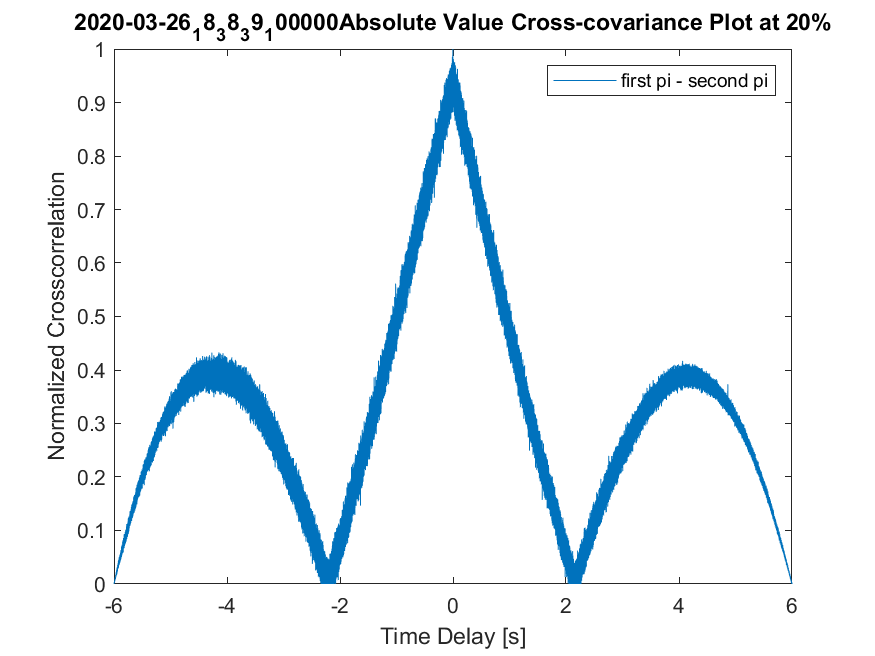 2020-03-26₁8₃8₃9₁00000Absolute Value Cross-covariance Plot at 20%
first pi - second pi
1
0.9
0.8
0.7
0.6
0.5
0.4
0.3
0.2
0.1
0
Normalized Crosscorrelation
-6 -4 -2 0 2 4 6
Time Delay [s]